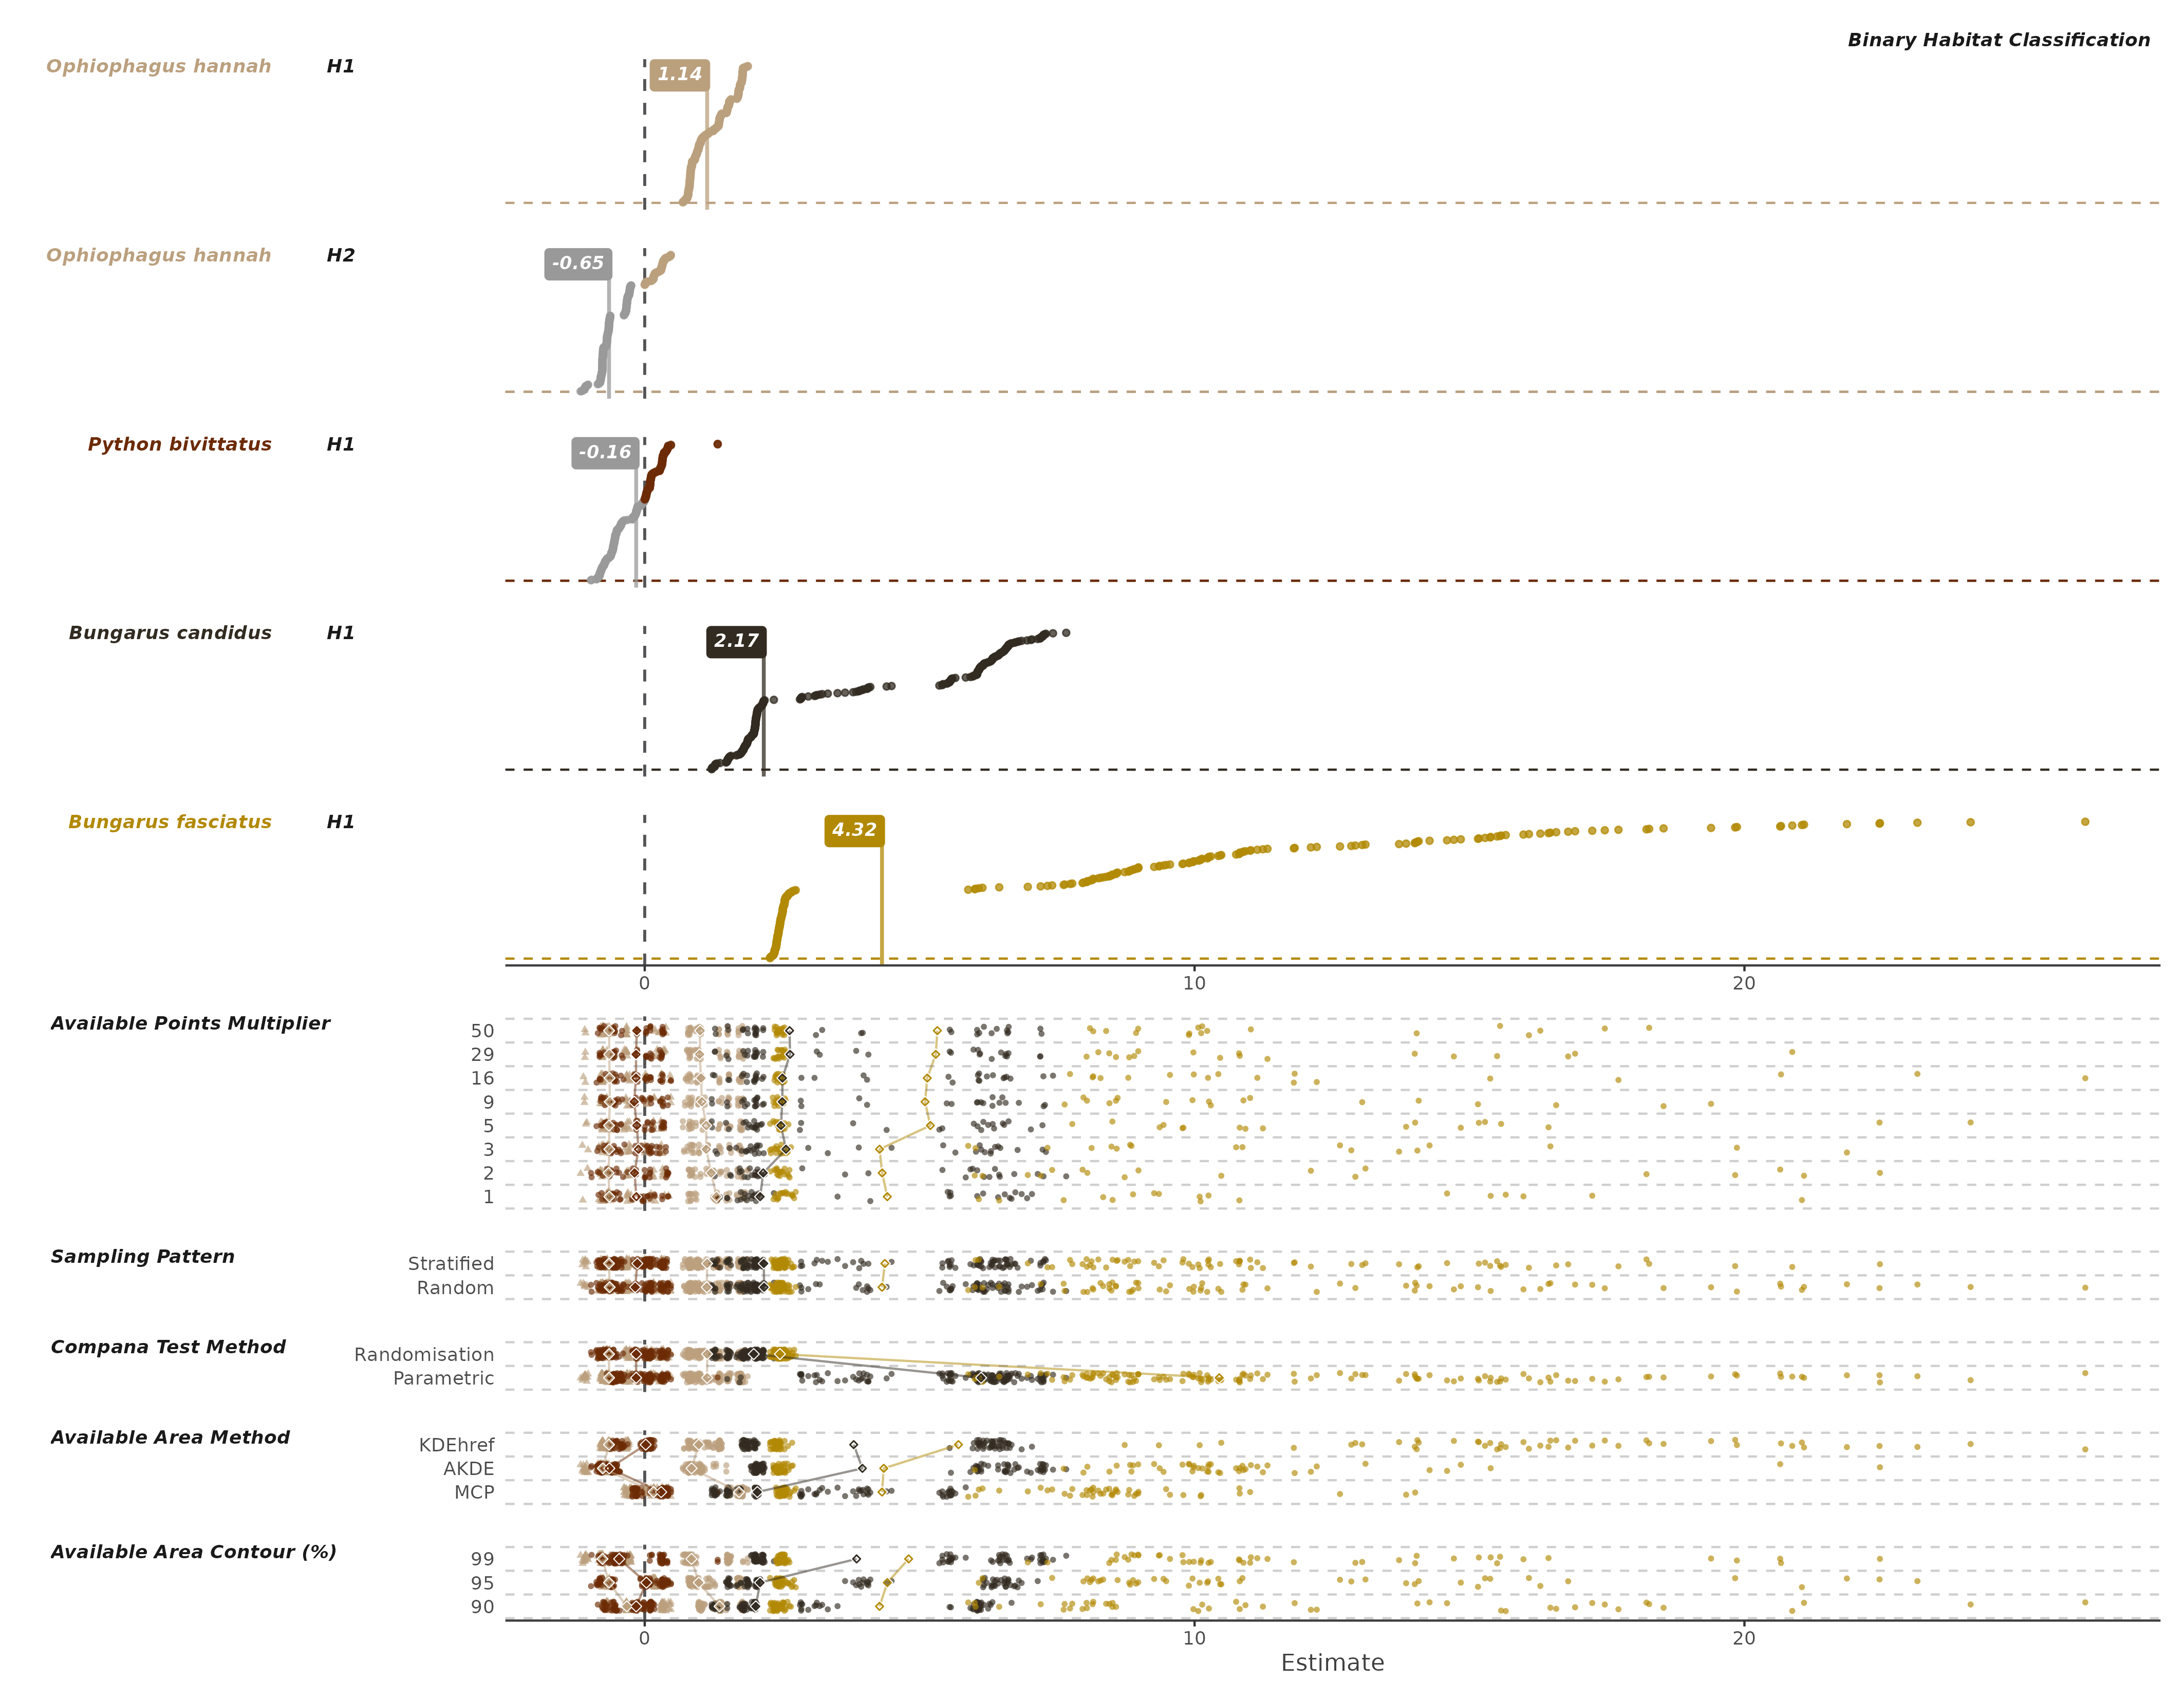 Binary Habitat Classification
Ophiophagus hannah H1 1.14
Ophiophagus hannah H2 -0.65
Python bivittatus H1 -0.16
Bungarus candidus H1 2.17
Bungarus fasciatus H1 4.32
0 10 20
Available Points Multiplier
50
29
16
9
5
3
2
1
Sampling Pattern
Stratified
Random
Compana Test Method
Randomisation
Parametric
Available Area Method
KDEhref
AKDE
MCP
Available Area Contour (%)
99
95
90
0 10 20
Estimate